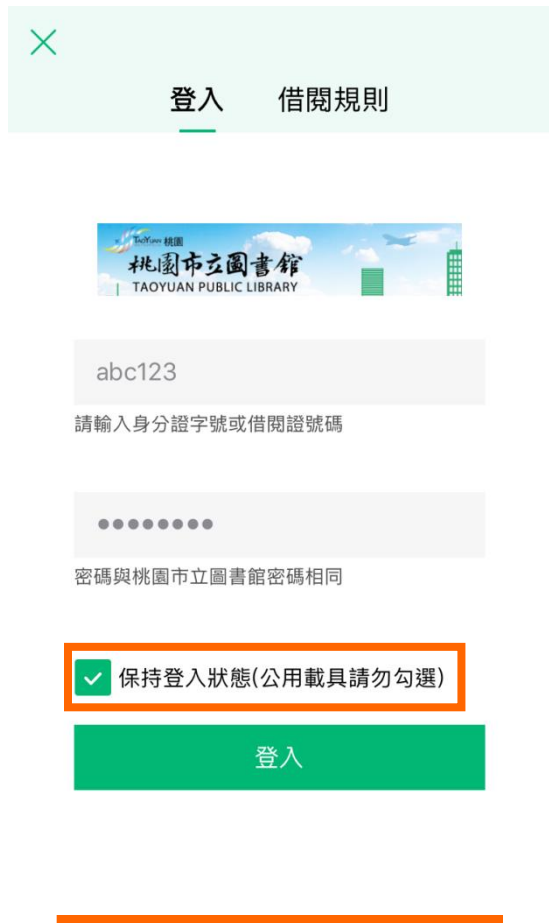 登入 借閱規則
TaoYuan 桃園
桃園市立圖書館
TAOYUAN PUBLIC LIBRARY
abc123
請輸入身分證字號或借閱證號碼
密碼與桃園市立圖書館密碼相同
保持登入狀態(公用載具請勿勾選)
登入